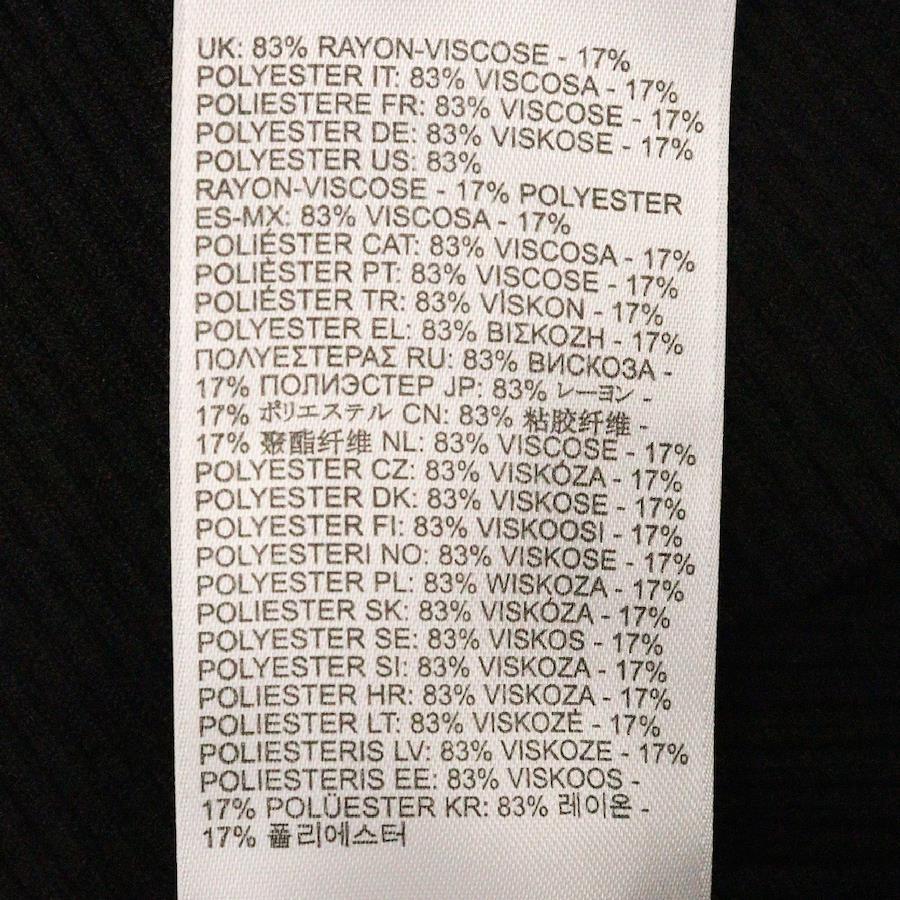 UK: 83% RAYON-VISCOSE - 17%
POLYESTER IT: 83% VISCOSA - 17%
POLIESTERE FR: 83% VISCOSE - 17%
POLYESTER DE: 83% VISKOSE - 17%
POLYESTER US: 83%
RAYON-VISCOSE - 17% POLYESTER
ES-MX: 83% VISCOSA - 17%
POLIÉSTER CAT: 83% VISCOSA - 17%
POLIÈSTER PT: 83% VISCOSE - 17%
POLIÉSTER TR: 83% VİSKON - 17%
POLYESTER EL: 83% ΒΙΣΚΟΖΗ - 17%
ΠΟΛΥΕΣΤΕΡΑΣ RU: 83% ВИСКОЗА -
17% ПОЛИЭСТЕР JP: 83% レーヨン -
17% ポリエステル CN: 83% 粘胶纤维 -
17% 聚酯纤维 NL: 83% VISCOSE - 17%
POLYESTER CZ: 83% VISKÓZA - 17%
POLYESTER DK: 83% VISKOSE - 17%
POLYESTER FI: 83% VISKOOSI - 17%
POLYESTERI NO: 83% VISKOSE - 17%
POLYESTER PL: 83% WISKOZA - 17%
POLIESTER SK: 83% VISKÓZA - 17%
POLYESTER SE: 83% VISKOS - 17%
POLYESTER SI: 83% VISKOZA - 17%
POLIESTER HR: 83% VISKOZA - 17%
POLIESTER LT: 83% VISKOZĖ - 17%
POLIESTERIS LV: 83% VISKOZE - 17%
POLIESTERIS EE: 83% VISKOOS -
17% POLÜESTER KR: 83% 레이온 -
17% 폴리에스터